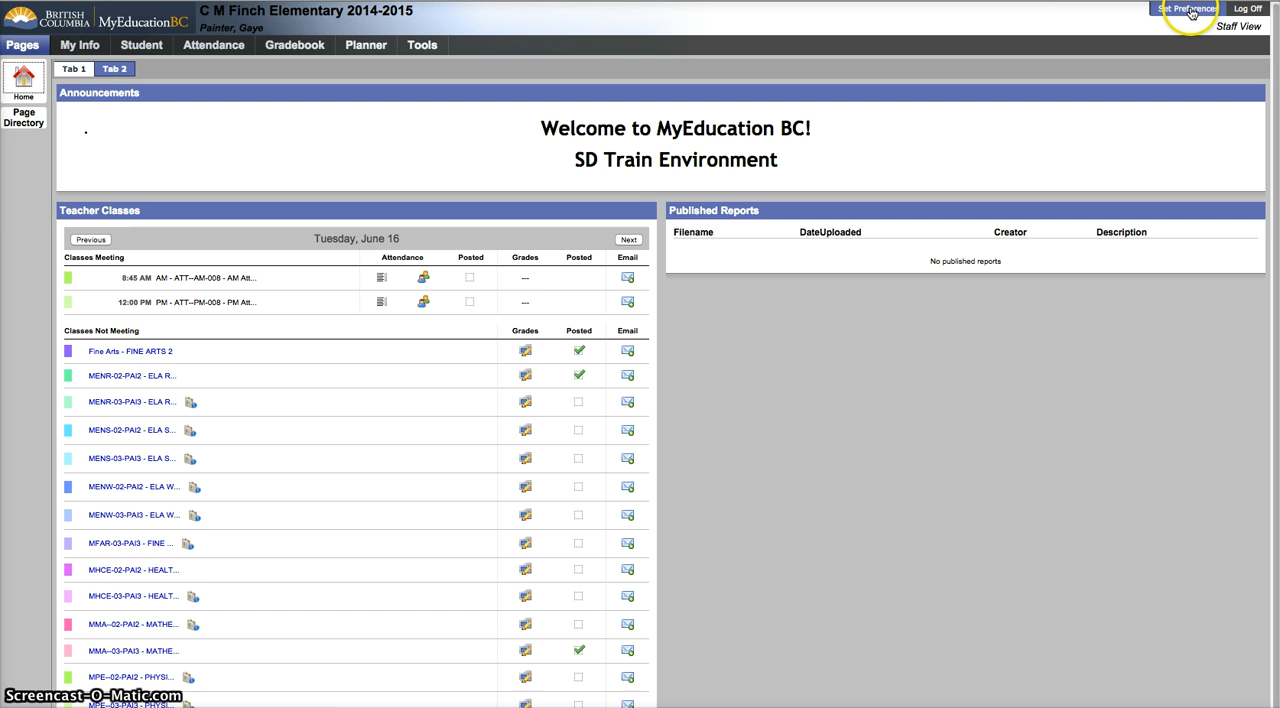 BRITISH COLUMBIA MyEducationBC
C M Finch Elementary 2014-2015
Painter, Gaye
Set Preferences Log Off
Staff View
Pages My Info Student Attendance Gradebook Planner Tools
Home
Page Directory
Tab 1 Tab 2
Announcements
.
Welcome to MyEducation BC!
SD Train Environment
Teacher Classes
Previous Tuesday, June 16 Next
Classes Meeting Attendance Posted Grades Posted Email
8:45 AM AM - ATT--AM-008 - AM Att... ---
12:00 PM PM - ATT--PM-008 - PM Att... ---
Classes Not Meeting Grades Posted Email
Fine Arts - FINE ARTS 2
MENR-02-PAI2 - ELA R...
MENR-03-PAI3 - ELA R...
MENS-02-PAI2 - ELA S...
MENS-03-PAI3 - ELA S...
MENW-02-PAI2 - ELA W...
MENW-03-PAI3 - ELA W...
MFAR-03-PAI3 - FINE ...
MHCE-02-PAI2 - HEALT...
MHCE-03-PAI3 - HEALT...
MMA--02-PAI2 - MATHE...
MMA--03-PAI3 - MATHE...
MPE--02-PAI2 - PHYSI...
MPE--03-PAI3 - PHYSI...
Published Reports
Filename DateUploaded Creator Description
No published reports
Screencast-O-Matic.com